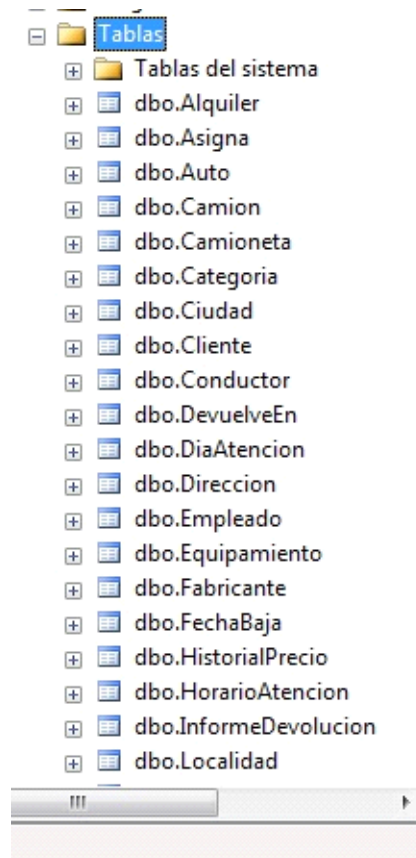 Tablas
Tablas del sistema
dbo.Alquiler
dbo.Asigna
dbo.Auto
dbo.Camion
dbo.Camioneta
dbo.Categoria
dbo.Ciudad
dbo.Cliente
dbo.Conductor
dbo.DevuelveEn
dbo.DiaAtencion
dbo.Direccion
dbo.Empleado
dbo.Equipamiento
dbo.Fabricante
dbo.FechaBaja
dbo.HistorialPrecio
dbo.HorarioAtencion
dbo.InformeDevolucion
dbo.Localidad